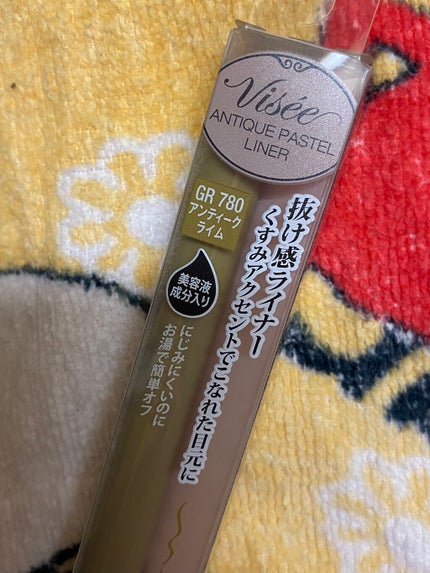 Visée
ANTIQUE PASTEL
LINER
GR 780
アンティーク
ライム
抜け感ライナー
くすみアクセントでこなれた目元に
美容液
成分入り
にじみにくいのに
お湯で簡単オフ